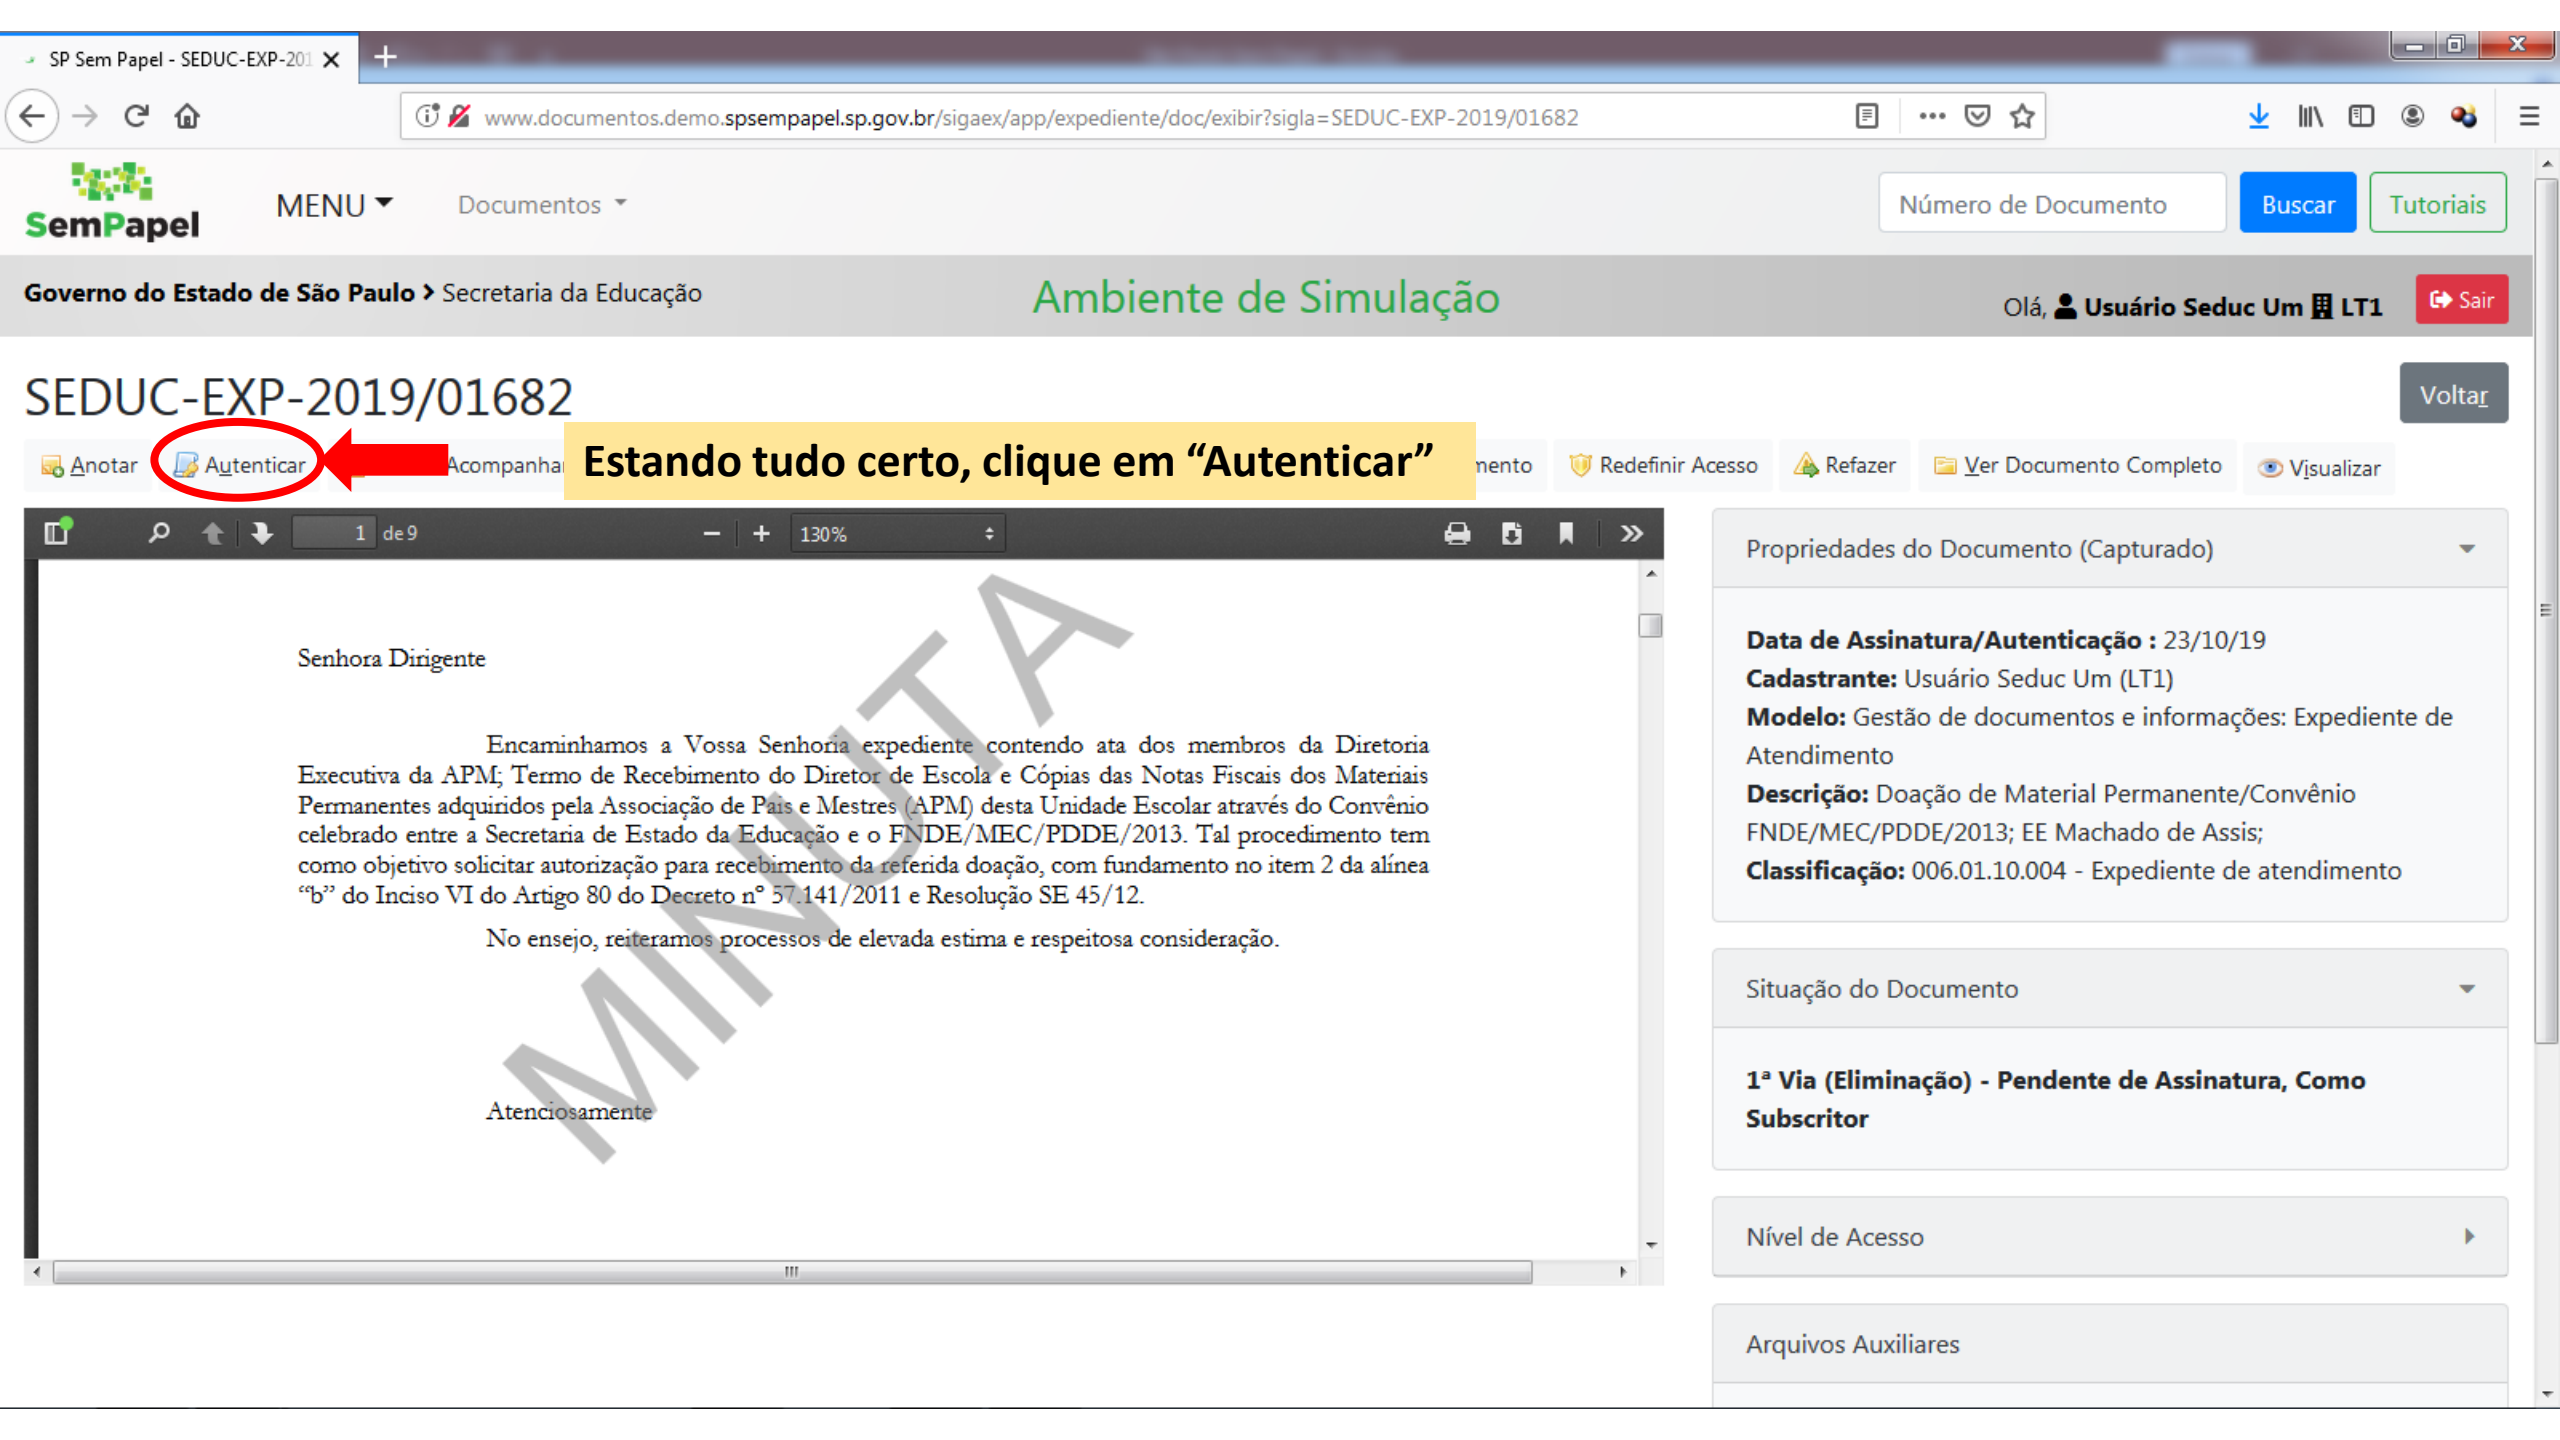 SP Sem Papel - SEDUC-EXP-201
www.documentos.demo.spsempapel.sp.gov.br/sigaex/app/expediente/doc/exibir?sigla=SEDUC-EXP-2019/01682
SemPapel
MENU
Documentos
Número de Documento
Buscar
Tutoriais
Governo do Estado de São Paulo > Secretaria da Educação
Ambiente de Simulação
Olá, Usuário Seduc Um LT1
Sair
SEDUC-EXP-2019/01682
Voltar
Anotar
Autenticar
Acompanha
Estando tudo certo, clique em “Autenticar”
mento
Redefinir Acesso
Refazer
Ver Documento Completo
Visualizar
1 de 9
130%
Senhora Dirigente
Encaminhamos a Vossa Senhoria expediente contendo ata dos membros da Diretoria
Executiva da APM; Termo de Recebimento do Diretor de Escola e Cópias das Notas Fiscais dos Materiais
Permanentes adquiridos pela Associação de Pais e Mestres (APM) desta Unidade Escolar através do Convênio
celebrado entre a Secretaria de Estado da Educação e o FNDE/MEC/PDDE/2013. Tal procedimento tem
como objetivo solicitar autorização para recebimento da referida doação, com fundamento no item 2 da alínea
“b” do Inciso VI do Artigo 80 do Decreto nº 57.141/2011 e Resolução SE 45/12.
No ensejo, reiteramos processos de elevada estima e respeitosa consideração.
Atenciosamente
MINUTA
Propriedades do Documento (Capturado)
Data de Assinatura/Autenticação : 23/10/19
Cadastrante: Usuário Seduc Um (LT1)
Modelo: Gestão de documentos e informações: Expediente de
Atendimento
Descrição: Doação de Material Permanente/Convênio
FNDE/MEC/PDDE/2013; EE Machado de Assis;
Classificação: 006.01.10.004 - Expediente de atendimento
Situação do Documento
1ª Via (Eliminação) - Pendente de Assinatura, Como
Subscritor
Nível de Acesso
Arquivos Auxiliares